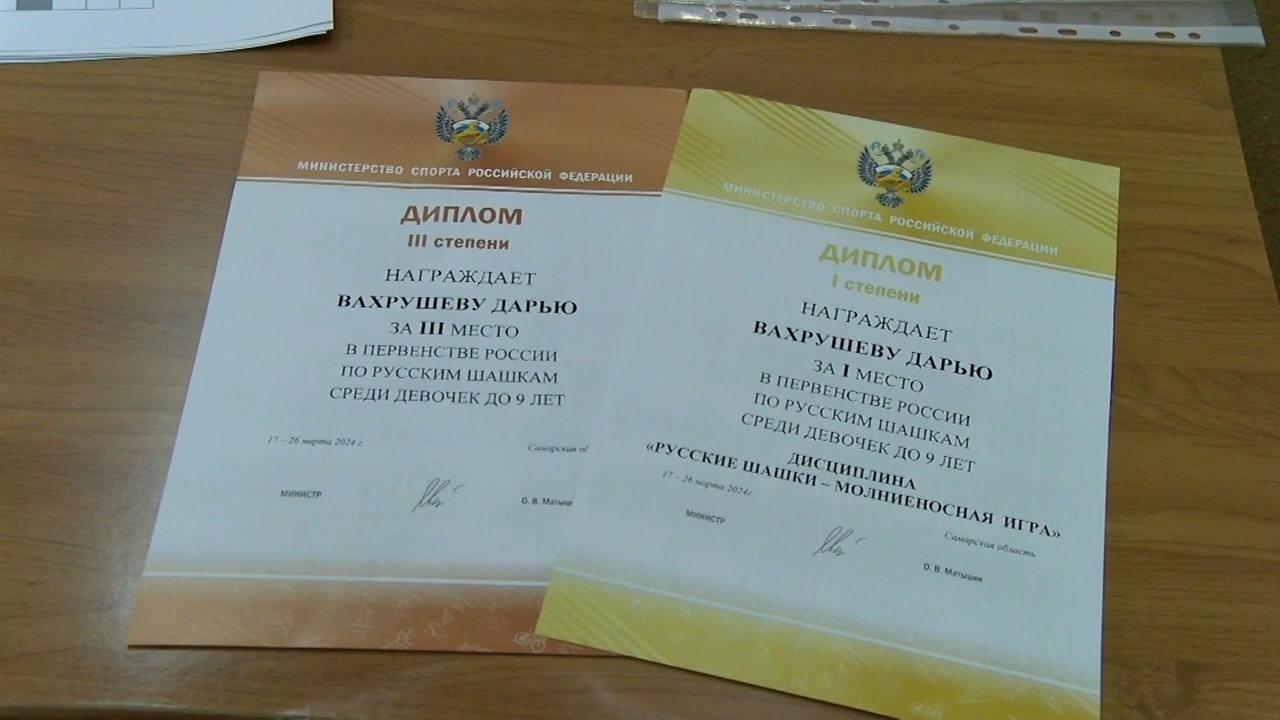 МИНИСТЕРСТВО СПОРТА РОССИЙСКОЙ ФЕДЕРАЦИИ
ДИПЛОМ
III степени
НАГРАЖДАЕТ
ВАХРУШЕВУ ДАРЬЮ
ЗА III МЕСТО
В ПЕРВЕНСТВЕ РОССИИ
ПО РУССКИМ ШАШКАМ
СРЕДИ ДЕВОЧЕК ДО 9 ЛЕТ
17 – 26 марта 2024 г.
Самарская
МИНИСТР
О. В.
МИНИСТЕРСТВО СПОРТА РОССИЙСКОЙ ФЕДЕРАЦИИ
ДИПЛОМ
I степени
НАГРАЖДАЕТ
ВАХРУШЕВУ ДАРЬЮ
ЗА I МЕСТО
В ПЕРВЕНСТВЕ РОССИИ
ПО РУССКИМ ШАШКАМ
СРЕДИ ДЕВОЧЕК ДО 9 ЛЕТ
ДИСЦИПЛИНА
«РУССКИЕ ШАШКИ – МОЛНИЕНОСНАЯ ИГРА»
17 – 26 марта 2024г.
Самарская область
МИНИСТР
О. В. Матыцин